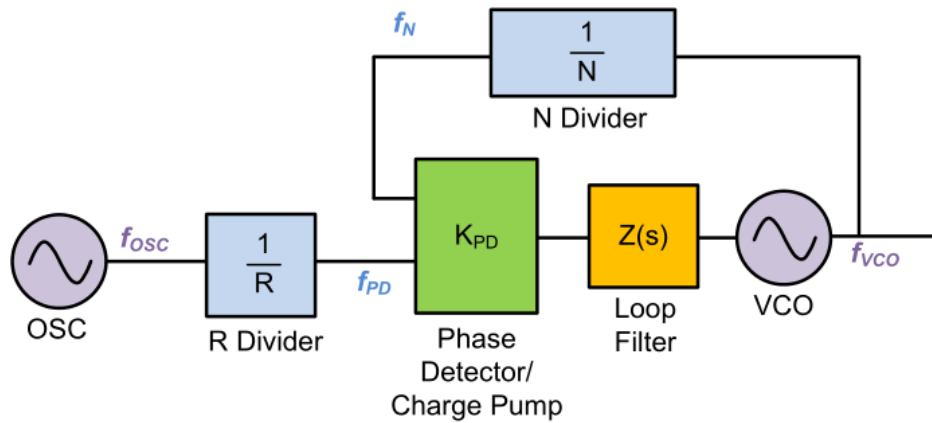 f_N
1
N
N Divider
f_OSC
OSC
1
R
R Divider
f_PD
K_PD
Phase
Detector/
Charge Pump
Z(s)
Loop
Filter
VCO
f_VCO